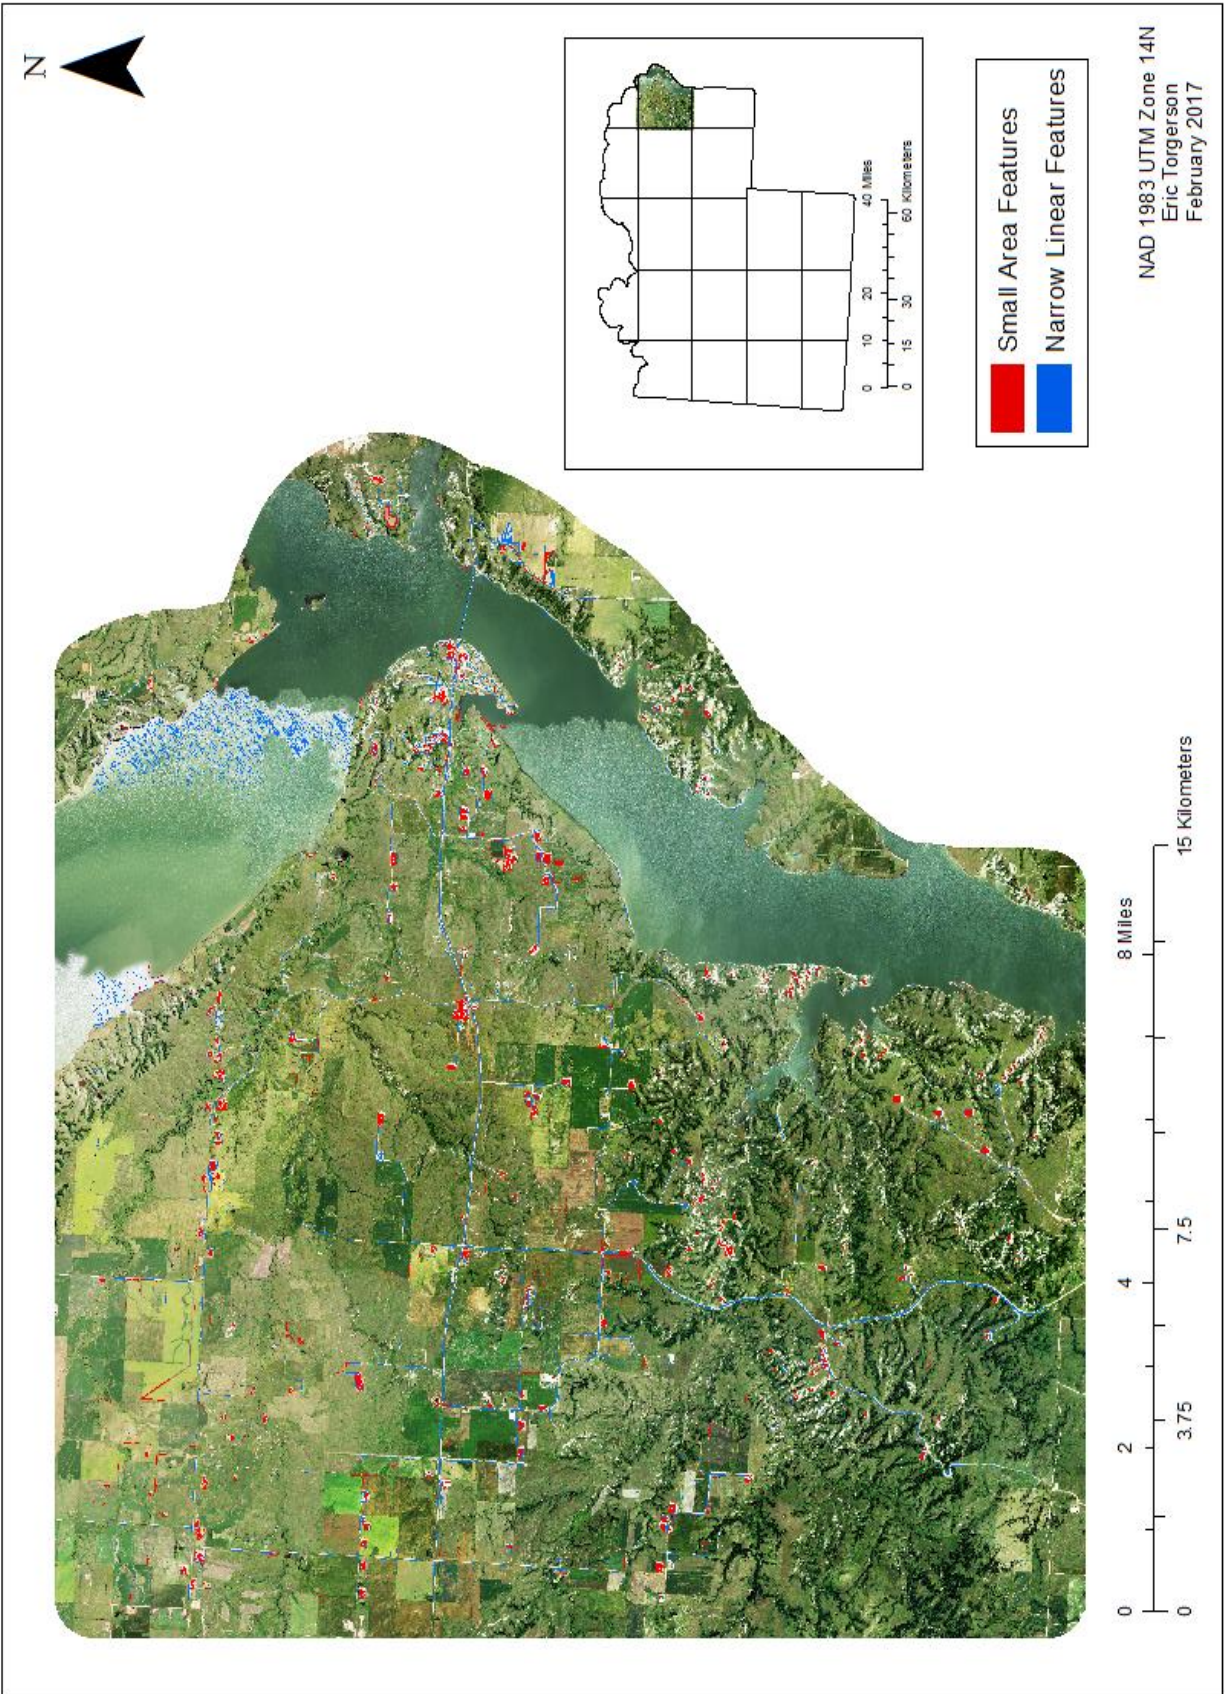 N
40 Miles
20
10
0
60 Kilometers
30
15
0
Small Area Features
Narrow Linear Features
NAD 1983 UTM Zone 14N
Eric Torgerson
February 2017
8 Miles
4
2
0
15 Kilometers
7.5
3.75
0